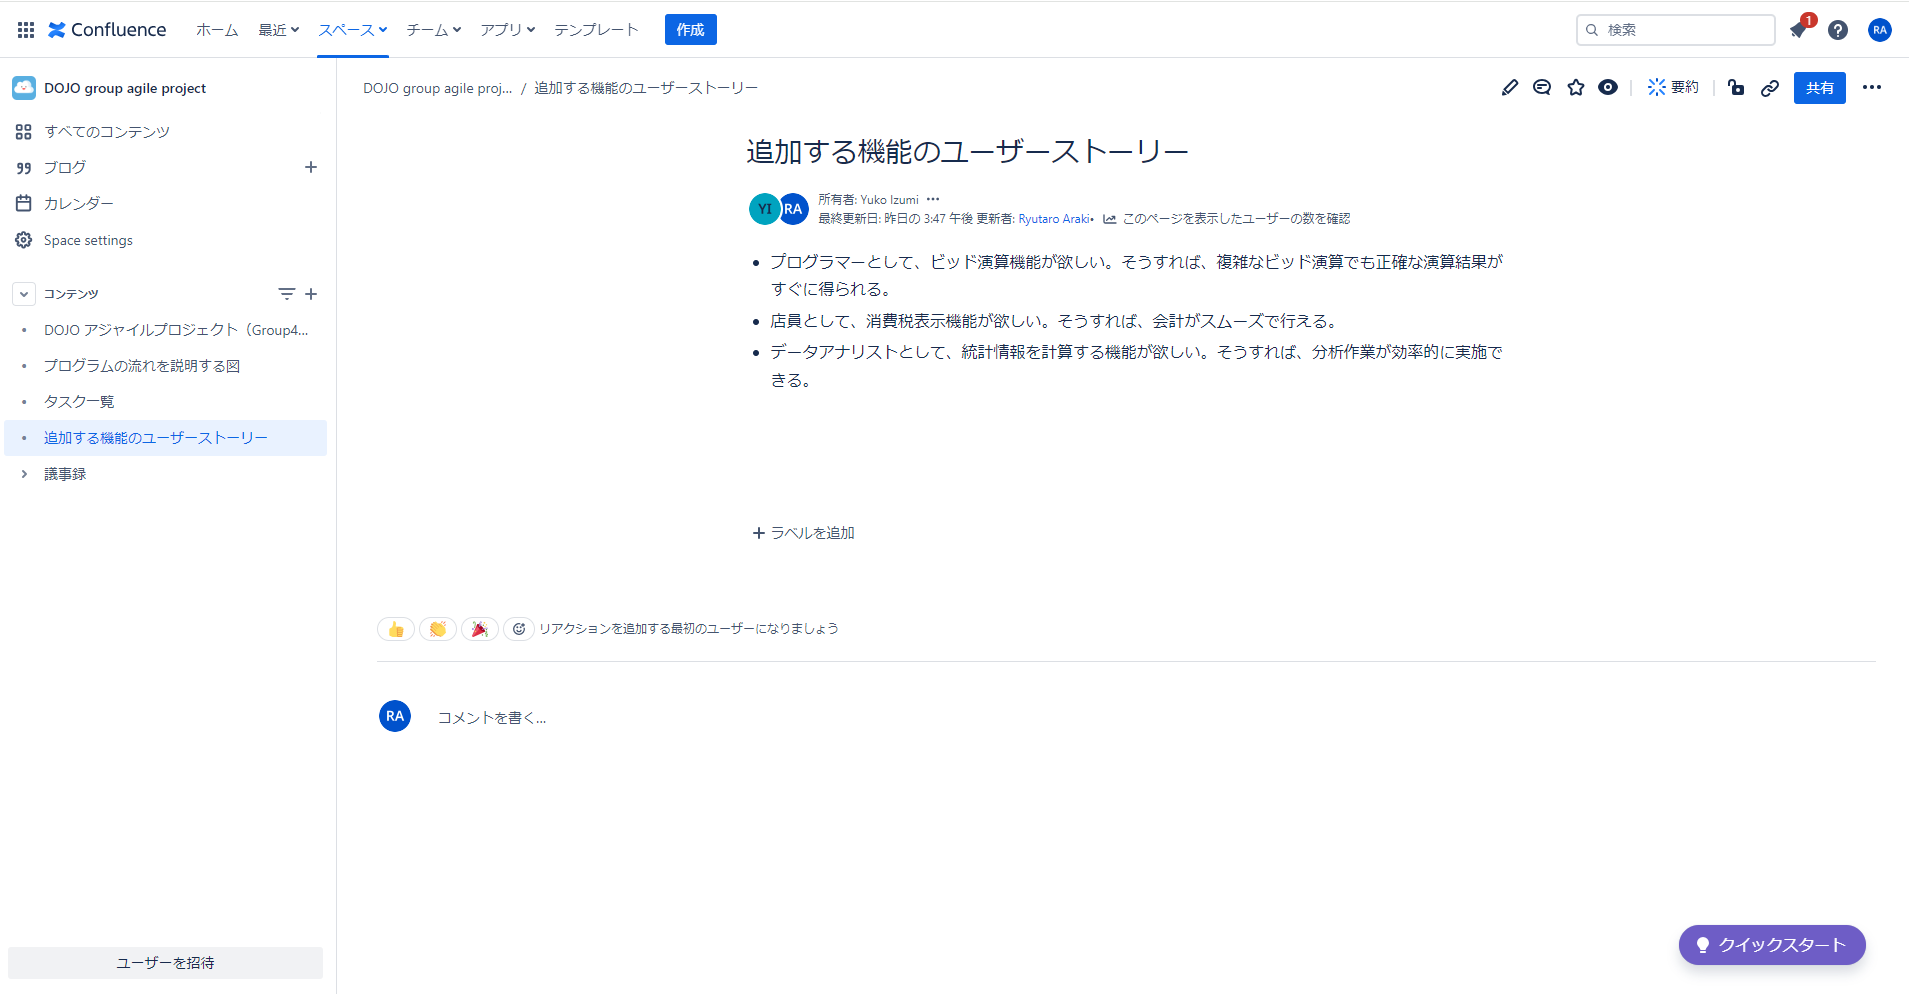 Confluence ホーム 最近 スペース チーム アプリ テンプレート 作成 検索 1 RA
DOJO group agile project
すべてのコンテンツ
ブログ
カレンダー
Space settings
コンテンツ
DOJO アジャイルプロジェクト（Group4...
プログラムの流れを説明する図
タスク一覧
追加する機能のユーザーストーリー
議事録
ユーザーを招待
DOJO group agile proj... / 追加する機能のユーザーストーリー
要約 共有
追加する機能のユーザーストーリー
YI RA
所有者: Yuko Izumi
最終更新日: 昨日の 3:47 午後 更新者: Ryutaro Araki• このページを表示したユーザーの数を確認
• プログラマーとして、ビッド演算機能が欲しい。そうすれば、複雑なビッド演算でも正確な演算結果が
すぐに得られる。
• 店員として、消費税表示機能が欲しい。そうすれば、会計がスムーズで行える。
• データアナリストとして、統計情報を計算する機能が欲しい。そうすれば、分析作業が効率的に実施で
きる。
ラベルを追加
リアクションを追加する最初のユーザーになりましょう
RA コメントを書く...
クイックスタート